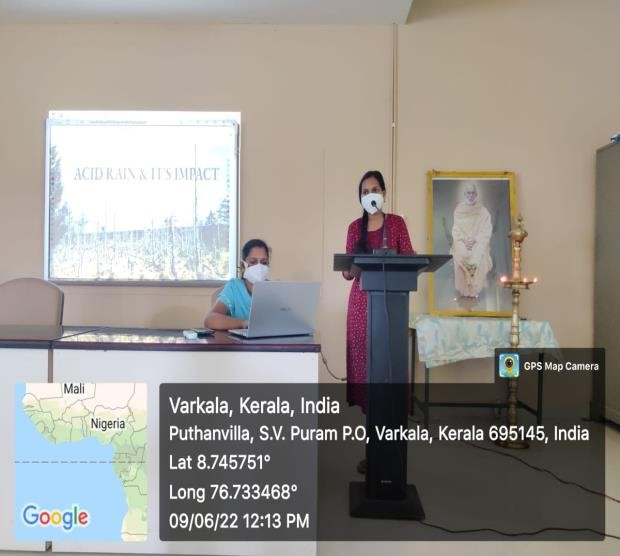 ACID RAIN & IT'S IMPACT
GPS Map Camera
Mali
Nigeria
Google
Varkala, Kerala, India
Puthanvilla, S.V. Puram P.O, Varkala, Kerala 695145, India
Lat 8.745751°
Long 76.733468°
09/06/22 12:13 PM